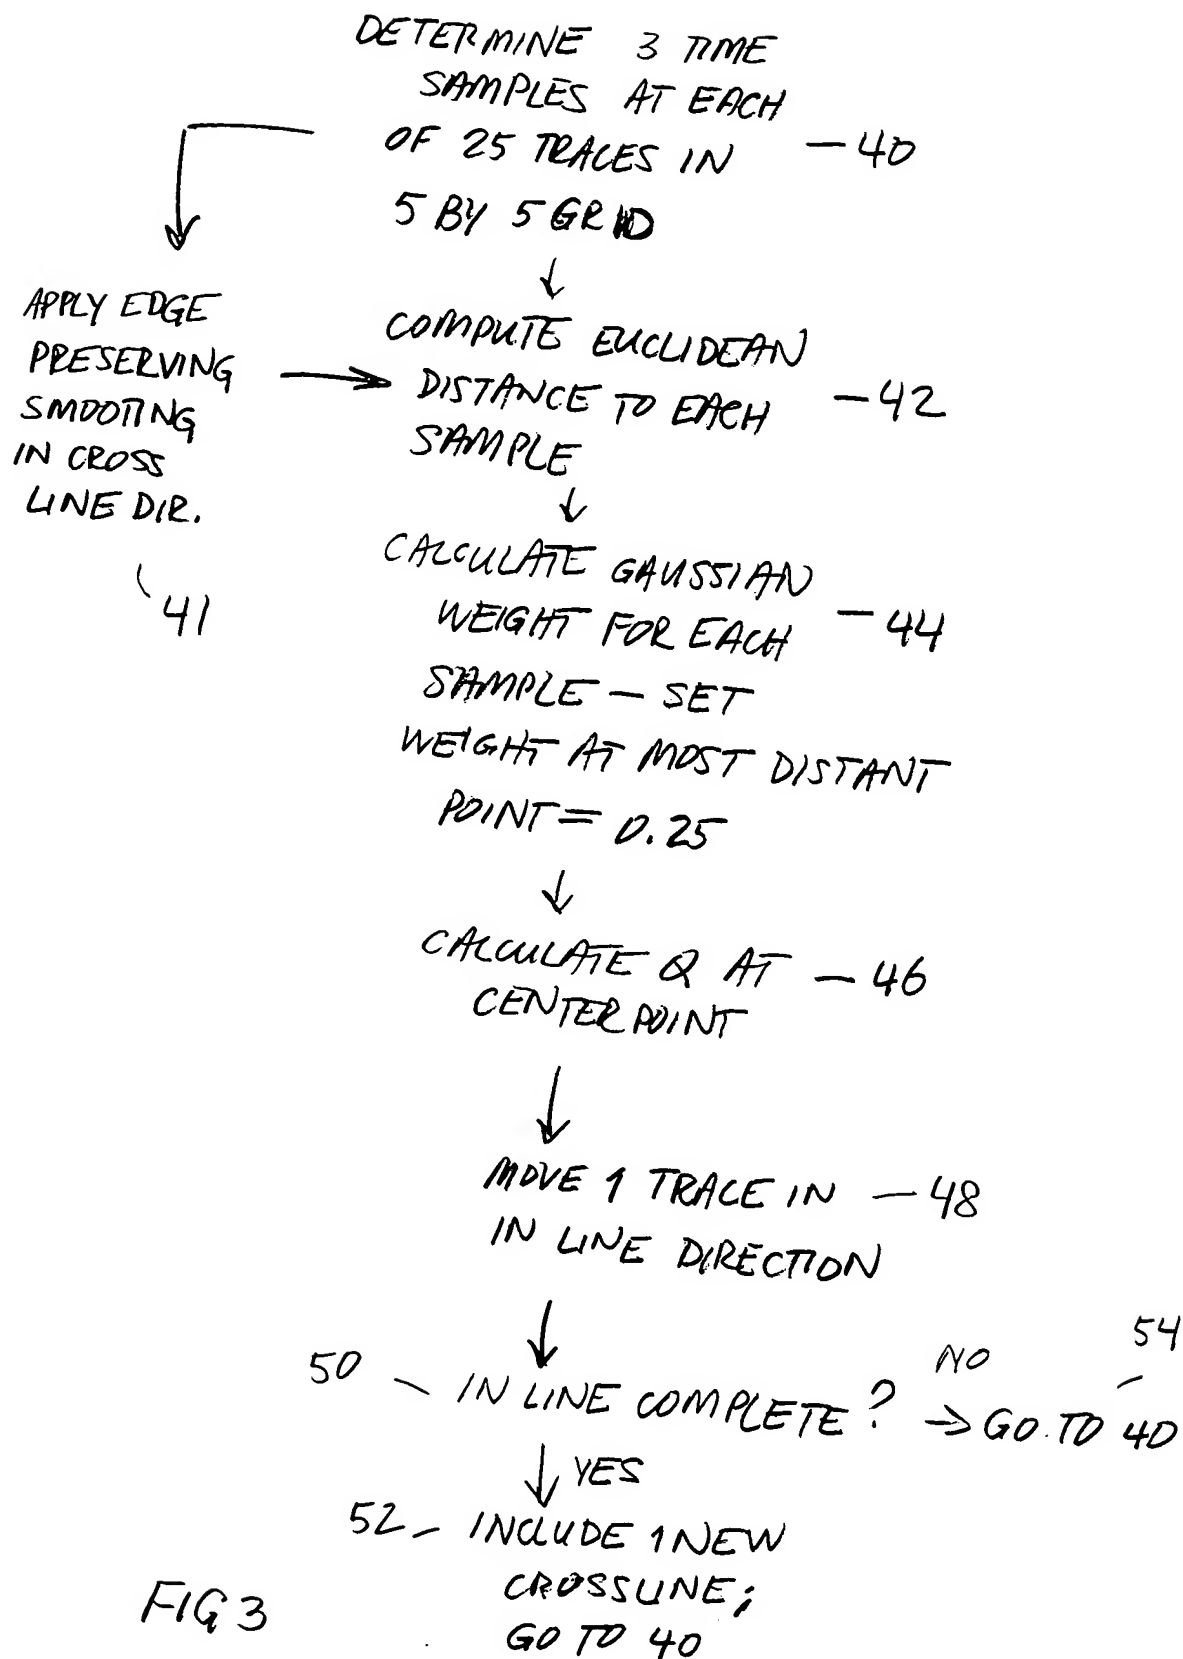 DETERMINE 3 TIME
SAMPLES AT EACH
OF 25 TRACES IN — 40
5 BY 5 GRID
APPLY EDGE
PRESERVING
SMOOTING
IN CROSS
LINE DIR.
41
COMPUTE EUCLIDEAN
DISTANCE TO EACH — 42
SAMPLE
CALCULATE GAUSSIAN
WEIGHT FOR EACH — 44
SAMPLE — SET
WEIGHT AT MOST DISTANT
POINT = 0.25
CALCULATE Q AT — 46
CENTERPOINT
MOVE 1 TRACE IN — 48
IN LINE DIRECTION
50 — IN LINE COMPLETE ? NO → GO TO 40
54
YES
52 — INCLUDE 1 NEW
CROSSLINE;
GO TO 40
FIG 3